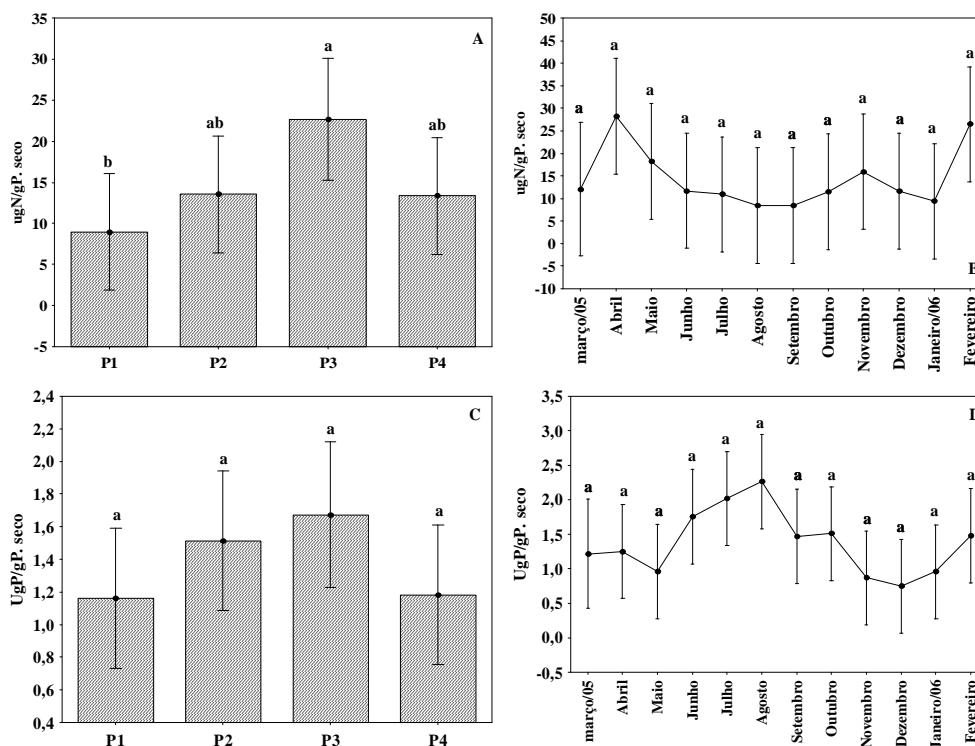 A
ugN/gP. seco
35
30
25
20
15
10
5
0
-5
b
ab
a
ab
P1 P2 P3 P4
B
ugN/gP. seco
50
45
40
35
30
25
20
15
10
5
0
-5
-10
a a a a a a a a a a a a
março/05
Abril
Maio
Junho
Julho
Agosto
Setembro
Outubro
Novembro
Dezembro
Janeiro/06
Fevereiro
C
UgP/gP. seco
2,4
2,2
2,0
1,8
1,6
1,4
1,2
1,0
0,8
0,6
0,4
a a a a
P1 P2 P3 P4
UgP/gP. seco
3,5
3,0
2,5
2,0
1,5
1,0
0,5
0,0
-0,5
a a a a a a a a a a a a
março/05
Abril
Maio
Junho
Julho
Agosto
Setembro
Outubro
Novembro
Dezembro
Janeiro/06
Fevereiro